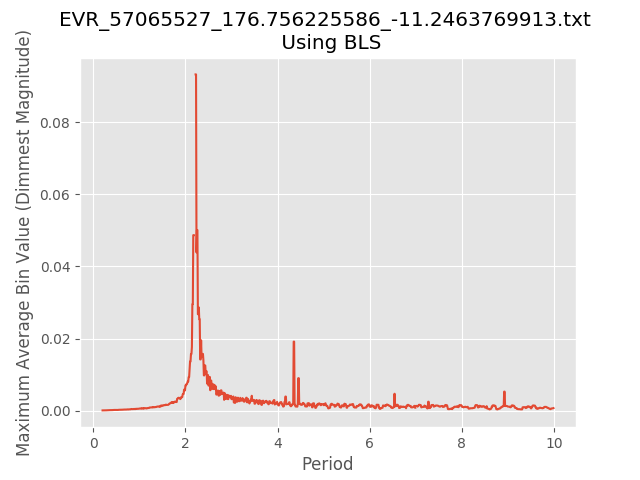 EVR_57065527_176.756225586_-11.2463769913.txt
Using BLS
Maximum Average Bin Value (Dimmest Magnitude)
0.08
0.06
0.04
0.02
0.00
0
2
4
6
8
10
Period